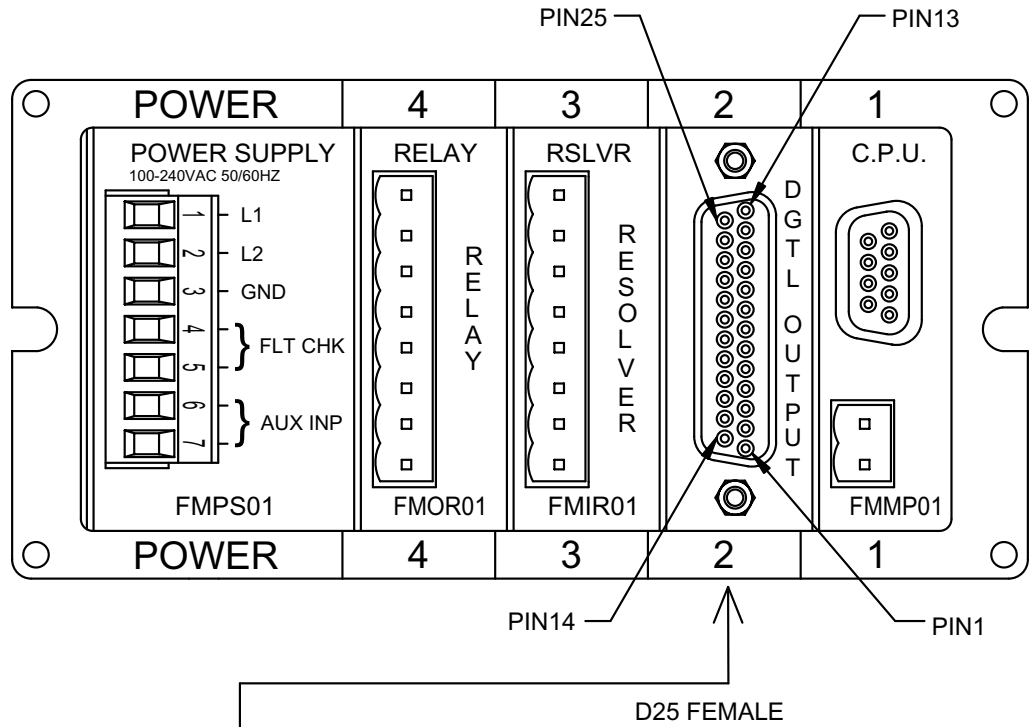 PIN25
PIN13
POWER
4
3
2
1
POWER SUPPLY
100-240VAC 50/60HZ
1
L1
2
L2
3
GND
4
5
FLT CHK
6
7
AUX INP
FMPS01
RELAY
RELAY
FMOR01
RSLVR
RESOLVER
FMIR01
DGTL OUTPUT
C.P.U.
FMMP01
POWER
4
3
2
1
PIN14
PIN1
D25 FEMALE